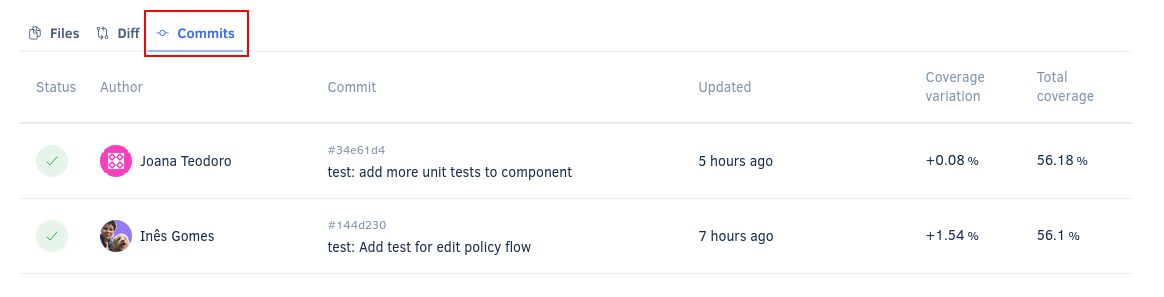 Files Diff Commits
Status Author Commit Updated Coverage variation Total coverage
#34e61d4
Joana Teodoro test: add more unit tests to component 5 hours ago +0.08 % 56.18 %
#144d230
Inês Gomes test: Add test for edit policy flow 7 hours ago +1.54 % 56.1 %